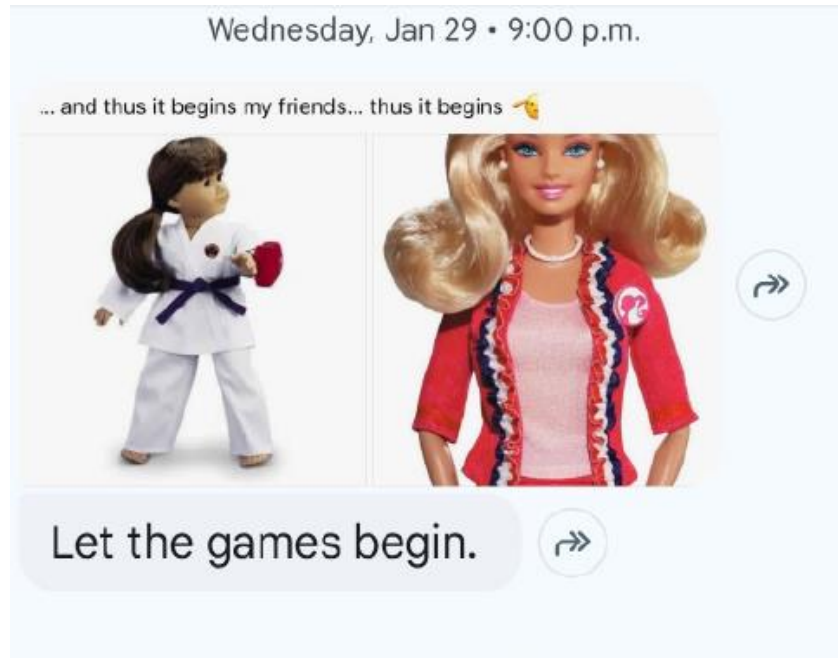 Wednesday, Jan 29 • 9:00 p.m.
... and thus it begins my friends... thus it begins 🫡
Let the games begin.